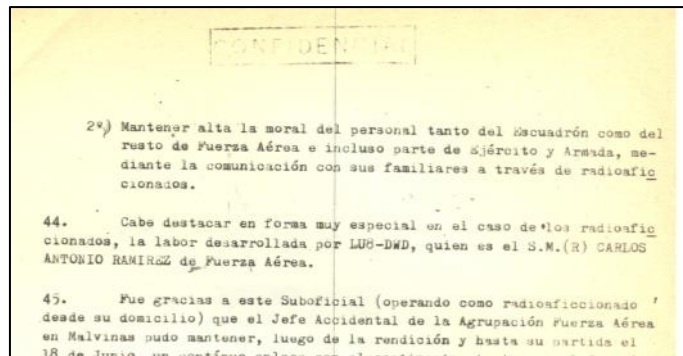 CONFIDENCIAL
2º) Mantener alta la moral del personal tanto del Escuadrón como del
resto de Fuerza Aérea e incluso parte de Ejército y Armada, me-
diante la comunicación con sus familiares a través de radioafic
cionados.
44. Cabe destacar en forma muy especial en el caso de los radioafic
cionados, la labor desarrollada por LU8-DWD, quien es el S.M.(R) CARLOS
ANTONIO RAMIREZ de Fuerza Aérea.
45. Fue gracias a este Suboficial (operando como radioaficcionado
desde su domicilio) que el Jefe Accidental de la Agrupación Fuerza Aérea
en Malvinas pudo mantener, luego de la rendición y hasta su partida el
18 de Junio, un contínuo enlace con el